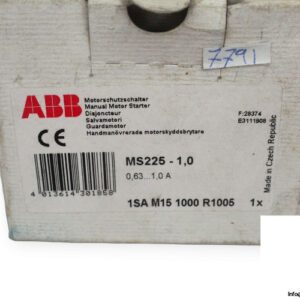 7791
ABB
Motorschutzschalter
Manual Motor Starter
Disjoncteur
Salvamotori
Guardamotor
Handmanövrerade motorskyddsbrytare
F:28374
E3111908
CE
MS225 - 1,0
0,63...1,0 A
4 013614 301858
1SA M15 1000 R1005 1x
Made in Czech Republic